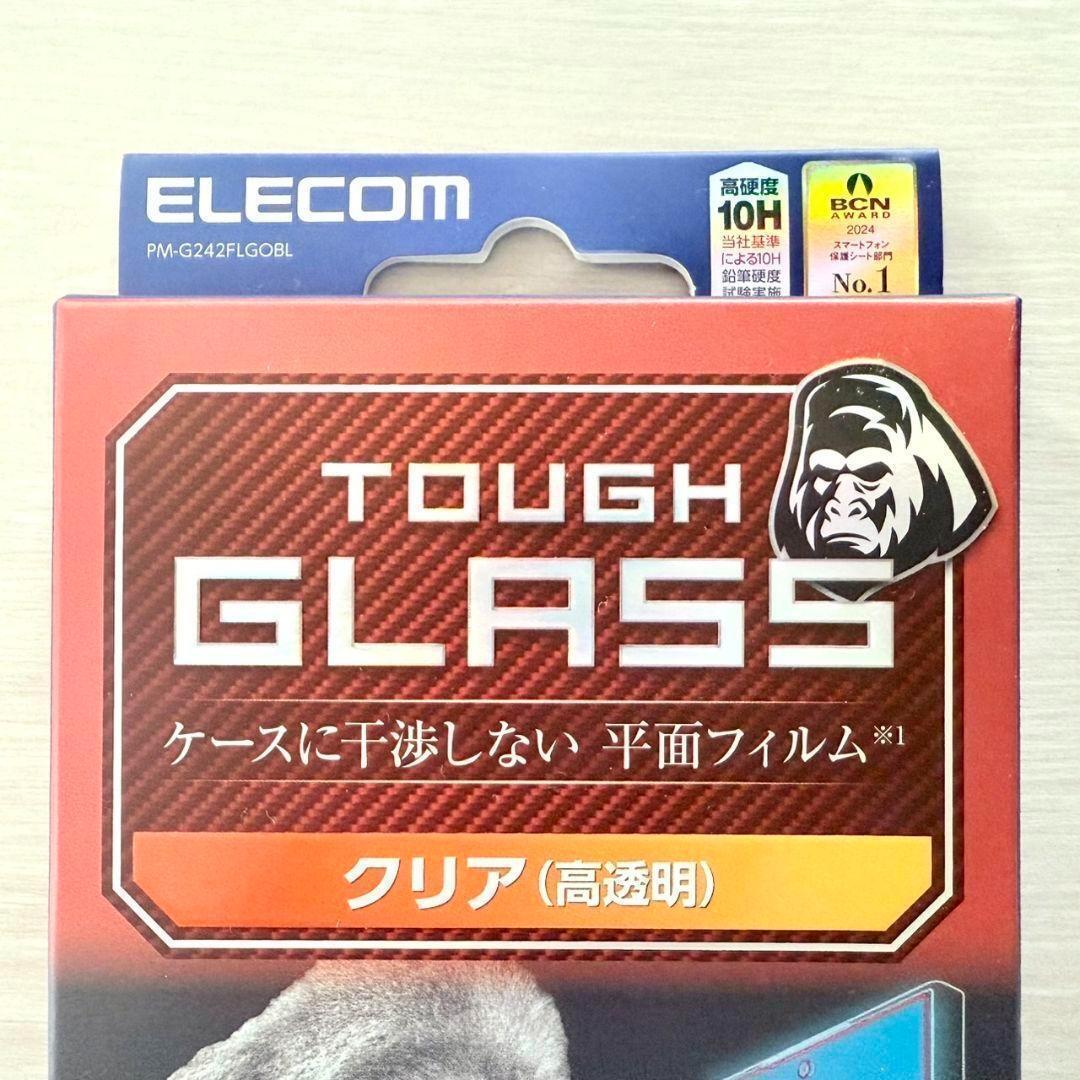 ELECOM
PM-G242FLGOBL
高硬度
10H
当社基準
による10H
鉛筆硬度
試験実施
BCN
AWARD
2024
スマートフォン
保護シート部門
No.1
TOUGH
GLASS
ケースに干渉しない 平面フィルム※1
クリア(高透明)